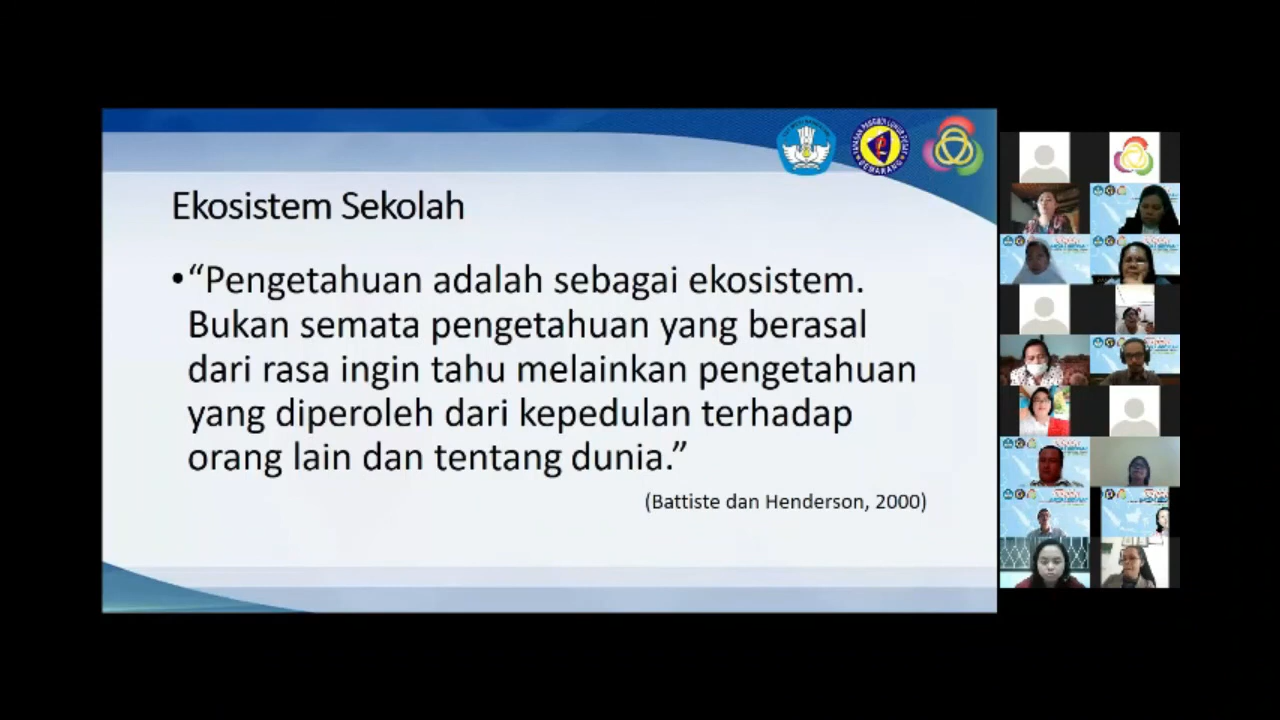 Ekosistem Sekolah
•“Pengetahuan adalah sebagai ekosistem.
Bukan semata pengetahuan yang berasal
dari rasa ingin tahu melainkan pengetahuan
yang diperoleh dari kepedulan terhadap
orang lain dan tentang dunia.”
(Battiste dan Henderson, 2000)